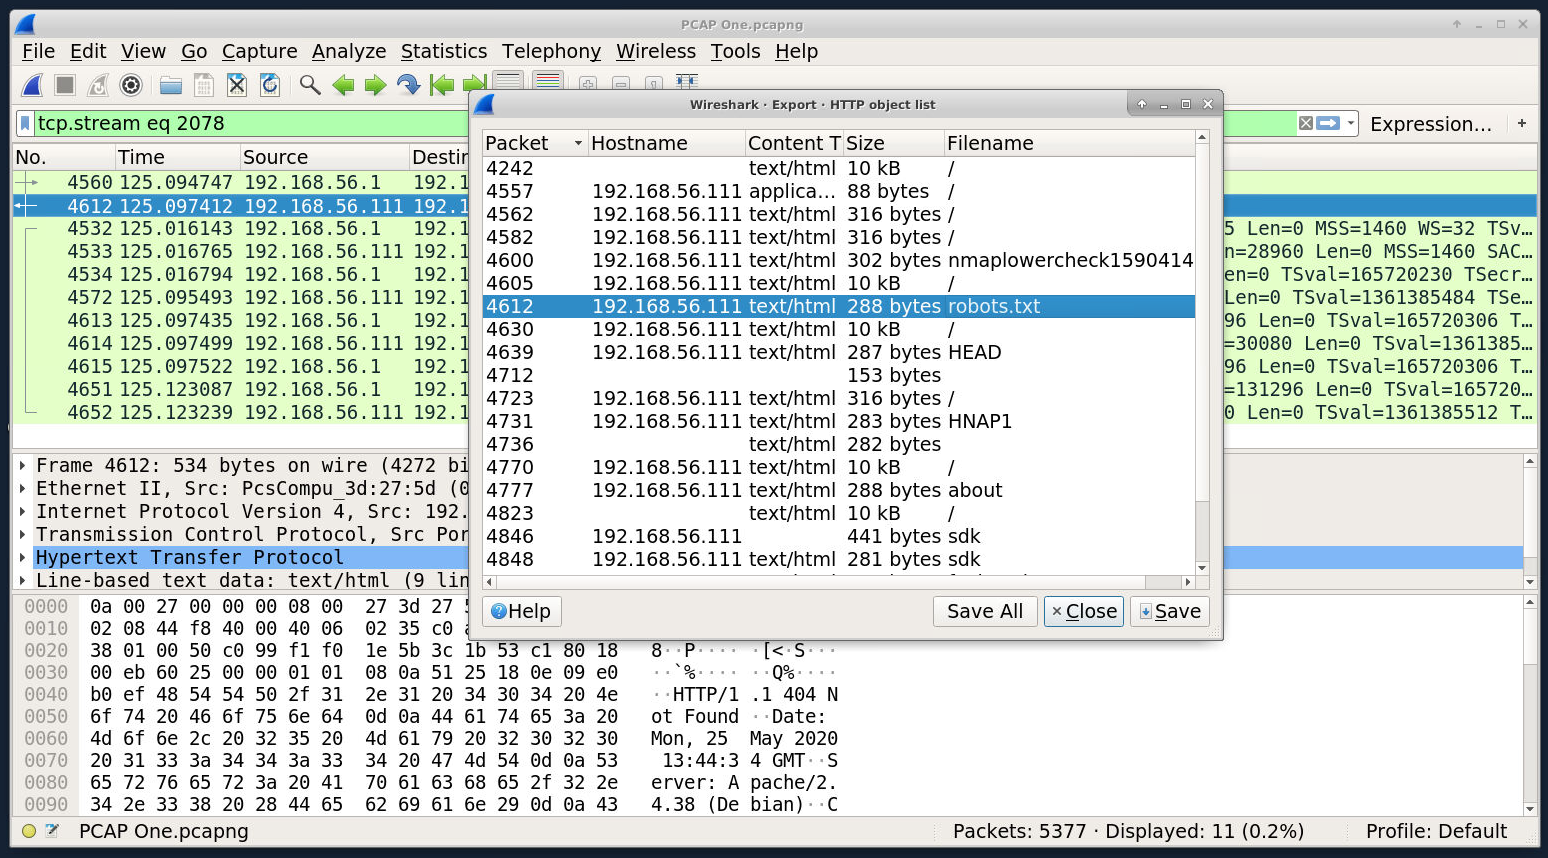 PCAP One.pcapng
File Edit View Go Capture Analyze Statistics Telephony Wireless Tools Help
tcp.stream eq 2078
Expression… +
No. Time Source Destin
4560 125.094747 192.168.56.1 192.1
4612 125.097412 192.168.56.111 192.1
4532 125.016143 192.168.56.1 192.1 5 Len=0 MSS=1460 WS=32 TSv…
4533 125.016765 192.168.56.111 192.1 n=28960 Len=0 MSS=1460 SAC…
4534 125.016794 192.168.56.1 192.1 en=0 TSval=165720230 TSecr…
4572 125.095493 192.168.56.111 192.1 Len=0 TSval=1361385484 TSe…
4613 125.097435 192.168.56.1 192.1 96 Len=0 TSval=165720306 T…
4614 125.097499 192.168.56.111 192.1 =30080 Len=0 TSval=1361385…
4615 125.097522 192.168.56.1 192.1 96 Len=0 TSval=165720306 T…
4651 125.123087 192.168.56.1 192.1 =131296 Len=0 TSval=165720…
4652 125.123239 192.168.56.111 192.1 0 Len=0 TSval=1361385512 T…
Wireshark · Export · HTTP object list
Packet Hostname Content T Size Filename
4242 text/html 10 kB /
4557 192.168.56.111 applica… 88 bytes /
4562 192.168.56.111 text/html 316 bytes /
4582 192.168.56.111 text/html 316 bytes /
4600 192.168.56.111 text/html 302 bytes nmaplowercheck1590414
4605 192.168.56.111 text/html 10 kB /
4612 192.168.56.111 text/html 288 bytes robots.txt
4630 192.168.56.111 text/html 10 kB /
4639 192.168.56.111 text/html 287 bytes HEAD
4712 153 bytes
4723 192.168.56.111 text/html 316 bytes /
4731 192.168.56.111 text/html 283 bytes HNAP1
4736 text/html 282 bytes
4770 192.168.56.111 text/html 10 kB /
4777 192.168.56.111 text/html 288 bytes about
4823 text/html 10 kB /
4846 192.168.56.111 441 bytes sdk
4848 192.168.56.111 text/html 281 bytes sdk
Help Save All Close Save
Frame 4612: 534 bytes on wire (4272 bi
Ethernet II, Src: PcsCompu_3d:27:5d (0
Internet Protocol Version 4, Src: 192.
Transmission Control Protocol, Src Por
Hypertext Transfer Protocol
Line-based text data: text/html (9 lin
0000 0a 00 27 00 00 00 08 00 27 3d 27 5
0010 02 08 44 f8 40 00 40 06 02 35 c0 a
0020 38 01 00 50 c0 99 f1 f0 1e 5b 3c 1b 53 c1 80 18 8··P···· ·[<·S···
0030 00 eb 60 25 00 00 01 01 08 0a 51 25 18 0e 09 e0 ··`%···· ··Q%····
0040 b0 ef 48 54 54 50 2f 31 2e 31 20 34 30 34 20 4e ··HTTP/1 .1 404 N
0050 6f 74 20 46 6f 75 6e 64 0d 0a 44 61 74 65 3a 20 ot Found ··Date:
0060 4d 6f 6e 2c 20 32 35 20 4d 61 79 20 32 30 32 30 Mon, 25 May 2020
0070 20 31 33 3a 34 34 3a 33 34 20 47 4d 54 0d 0a 53 13:44:3 4 GMT··S
0080 65 72 76 65 72 3a 20 41 70 61 63 68 65 2f 32 2e erver: A pache/2.
0090 34 2e 33 38 20 28 44 65 62 69 61 6e 29 0d 0a 43 4.38 (De bian)··C
PCAP One.pcapng Packets: 5377 · Displayed: 11 (0.2%) Profile: Default